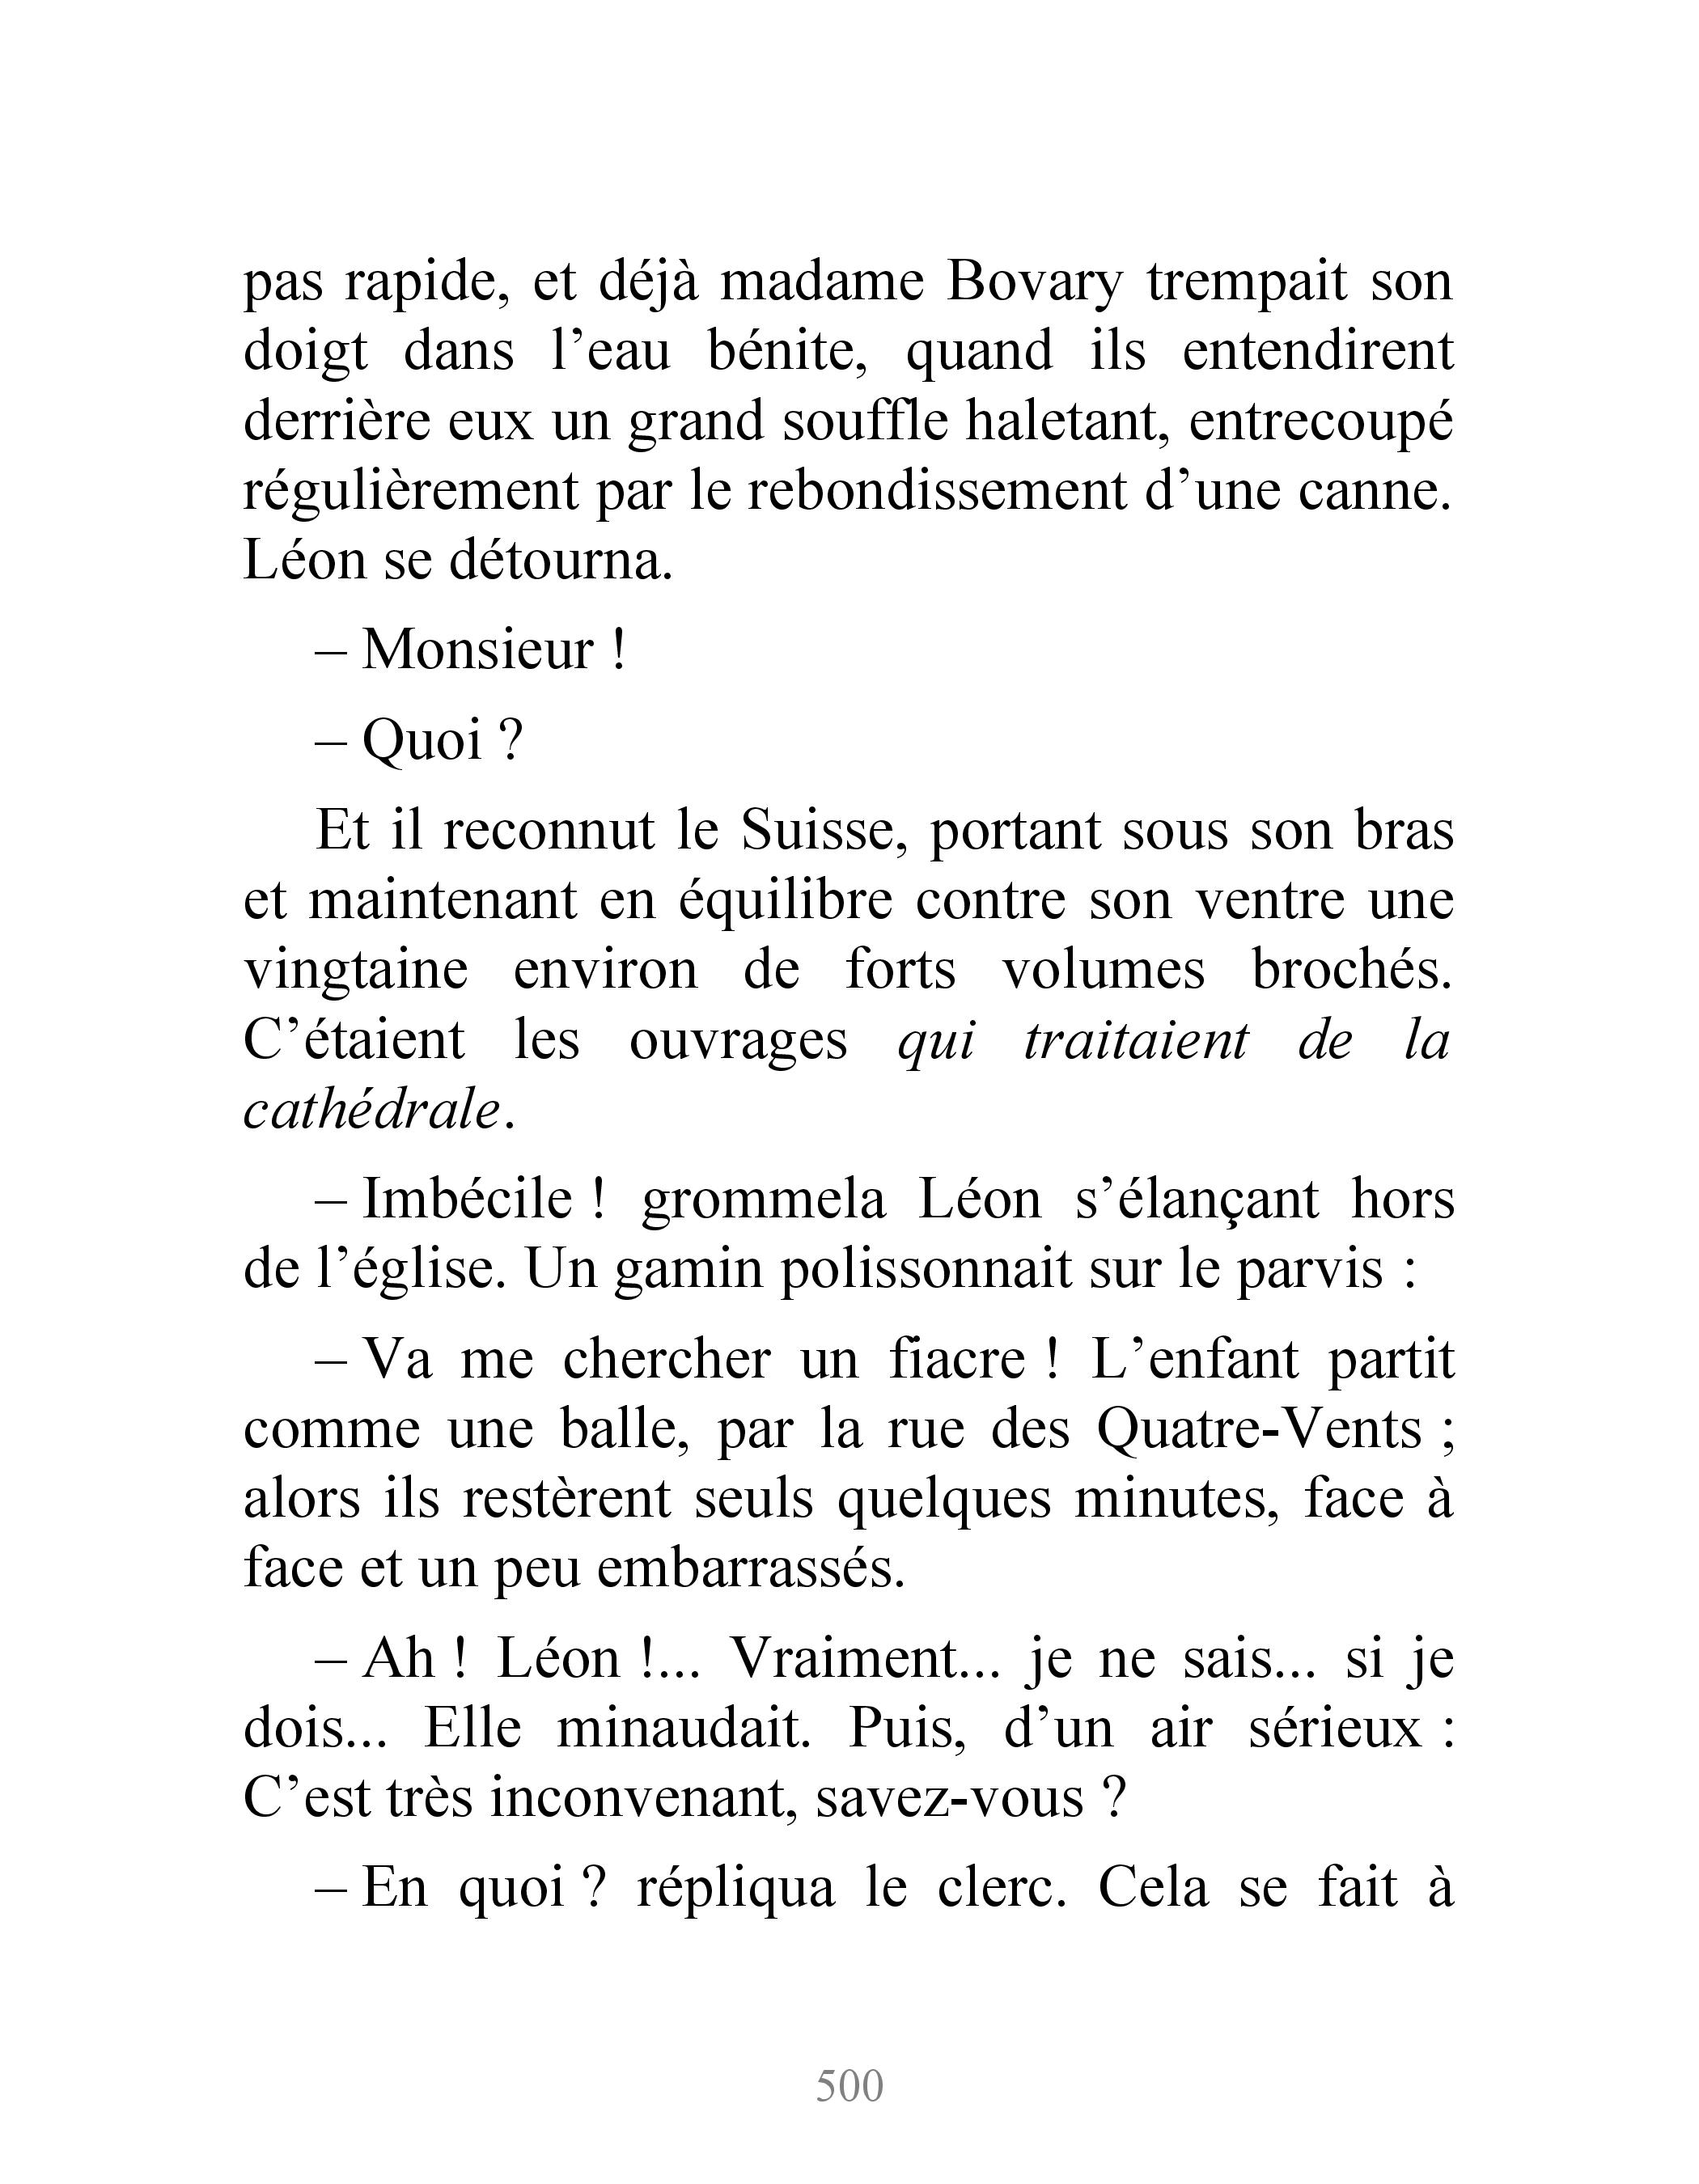 pas rapide, et déjà madame Bovary trempait son
doigt dans l’eau bénite, quand ils entendirent
derrière eux un grand souffle haletant, entrecoupé
régulièrement par le rebondissement d’une canne.
Léon se détourna.
– Monsieur !
– Quoi ?
Et il reconnut le Suisse, portant sous son bras
et maintenant en équilibre contre son ventre une
vingtaine environ de forts volumes brochés.
C’étaient les ouvrages qui traitaient de la
cathédrale.
– Imbécile ! grommela Léon s’élançant hors
de l’église. Un gamin polissonnait sur le parvis :
– Va me chercher un fiacre ! L’enfant partit
comme une balle, par la rue des Quatre-Vents ;
alors ils restèrent seuls quelques minutes, face à
face et un peu embarrassés.
– Ah ! Léon !... Vraiment... je ne sais... si je
dois... Elle minaudait. Puis, d’un air sérieux :
C’est très inconvenant, savez-vous ?
– En quoi ? répliqua le clerc. Cela se fait à
500